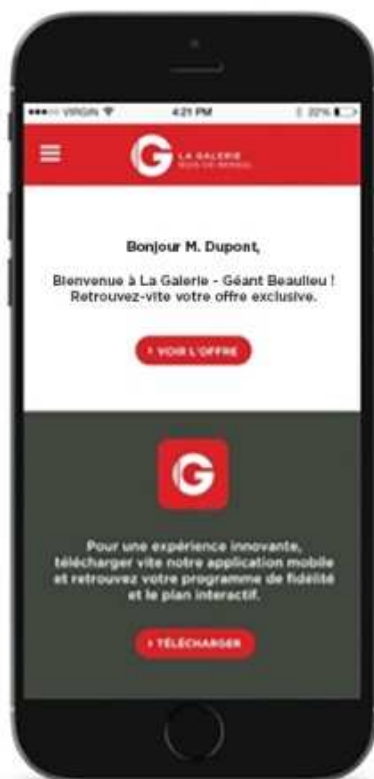 VIRGIN 4:21 PM 22%
G LA GALERIE
Bonjour M. Dupont,
Bienvenue à La Galerie - Géant Beaulieu !
Retrouvez-vite votre offre exclusive.
› VOIR L'OFFRE
G
Pour une expérience innovante,
télécharger vite notre application mobile
et retrouvez votre programme de fidélité
et le plan interactif.
› TÉLÉCHARGER